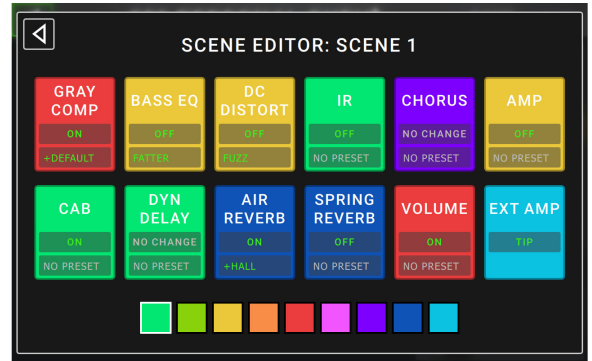 SCENE EDITOR: SCENE 1
GRAY COMP
ON
+DEFAULT
BASS EQ
OFF
FATTER
DC DISTORT
OFF
FUZZ
IR
OFF
NO PRESET
CHORUS
NO CHANGE
NO PRESET
AMP
OFF
NO PRESET
CAB
ON
NO PRESET
DYN DELAY
NO CHANGE
NO PRESET
AIR REVERB
ON
+HALL
SPRING REVERB
OFF
NO PRESET
VOLUME
ON
NO PRESET
EXT AMP
TIP